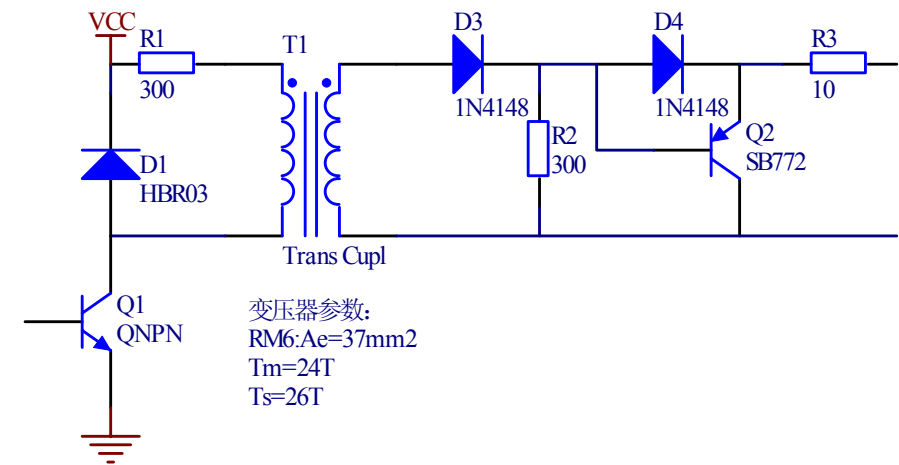 VCC
R1
300
T1
D3
1N4148
D4
1N4148
R3
10
R2
300
Q2
SB772
D1
HBR03
Trans Cupl
Q1
QNPN
变压器参数:
RM6:Ae=37mm2
Tm=24T
Ts=26T